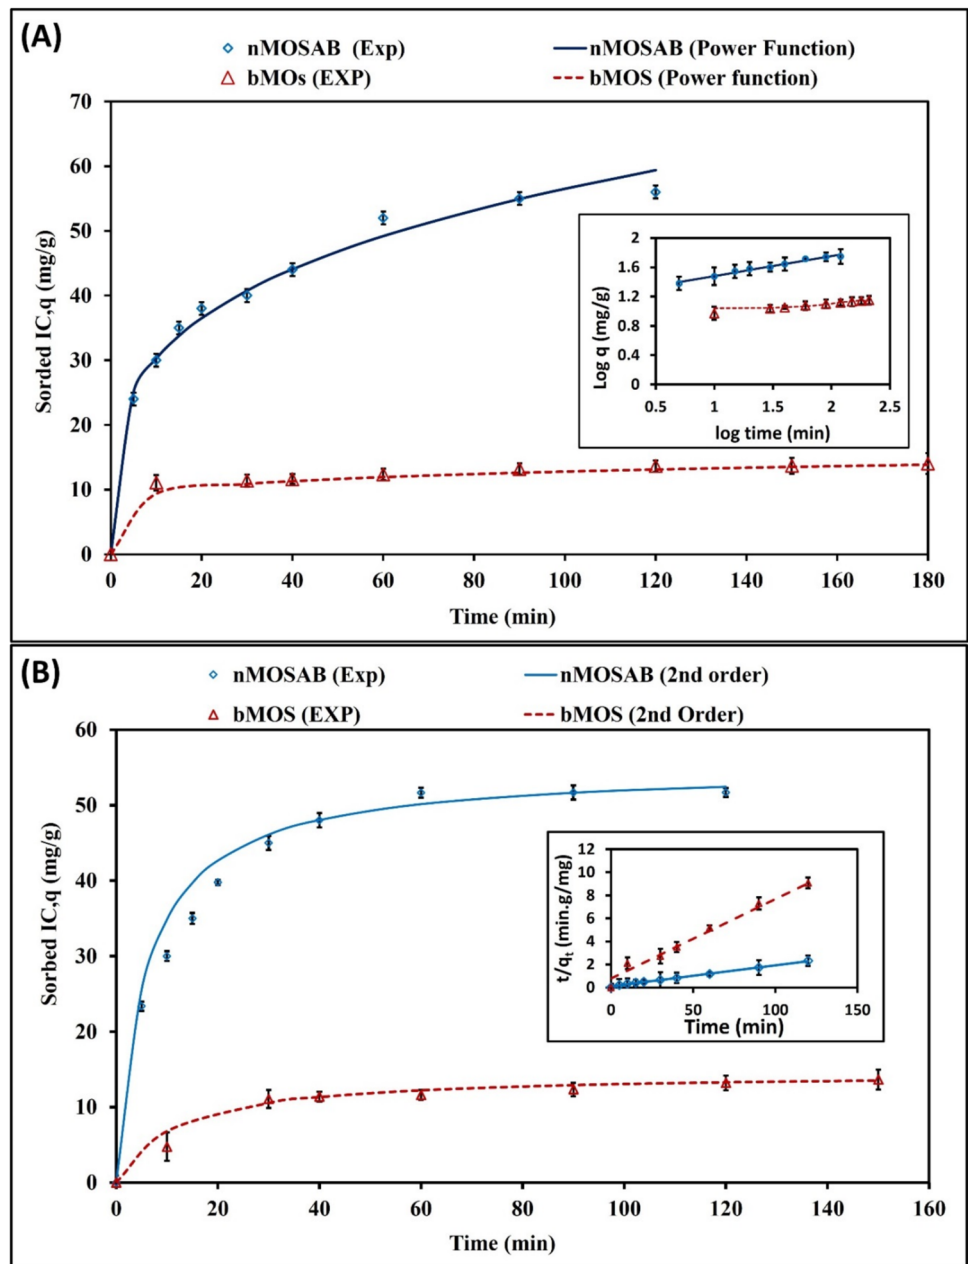 (A)
nMOSAB (Exp)
nMOSAB (Power Function)
bMOs (EXP)
bMOS (Power function)
70
60
50
40
30
20
10
0
Sorded IC,q (mg/g)
0 20 40 60 80 100 120 140 160 180
Time (min)
2
1.6
1.2
0.8
0.4
0
Log q (mg/g)
0.5 1 1.5 2 2.5
log time (min)
(B)
nMOSAB (Exp)
nMOSAB (2nd order)
bMOS (EXP)
bMOS (2nd Order)
60
50
40
30
20
10
0
Sorbed IC,q (mg/g)
0 20 40 60 80 100 120 140 160
Time (min)
12
10
8
6
4
2
0
t/qt (min.g/mg)
0 50 100 150
Time (min)